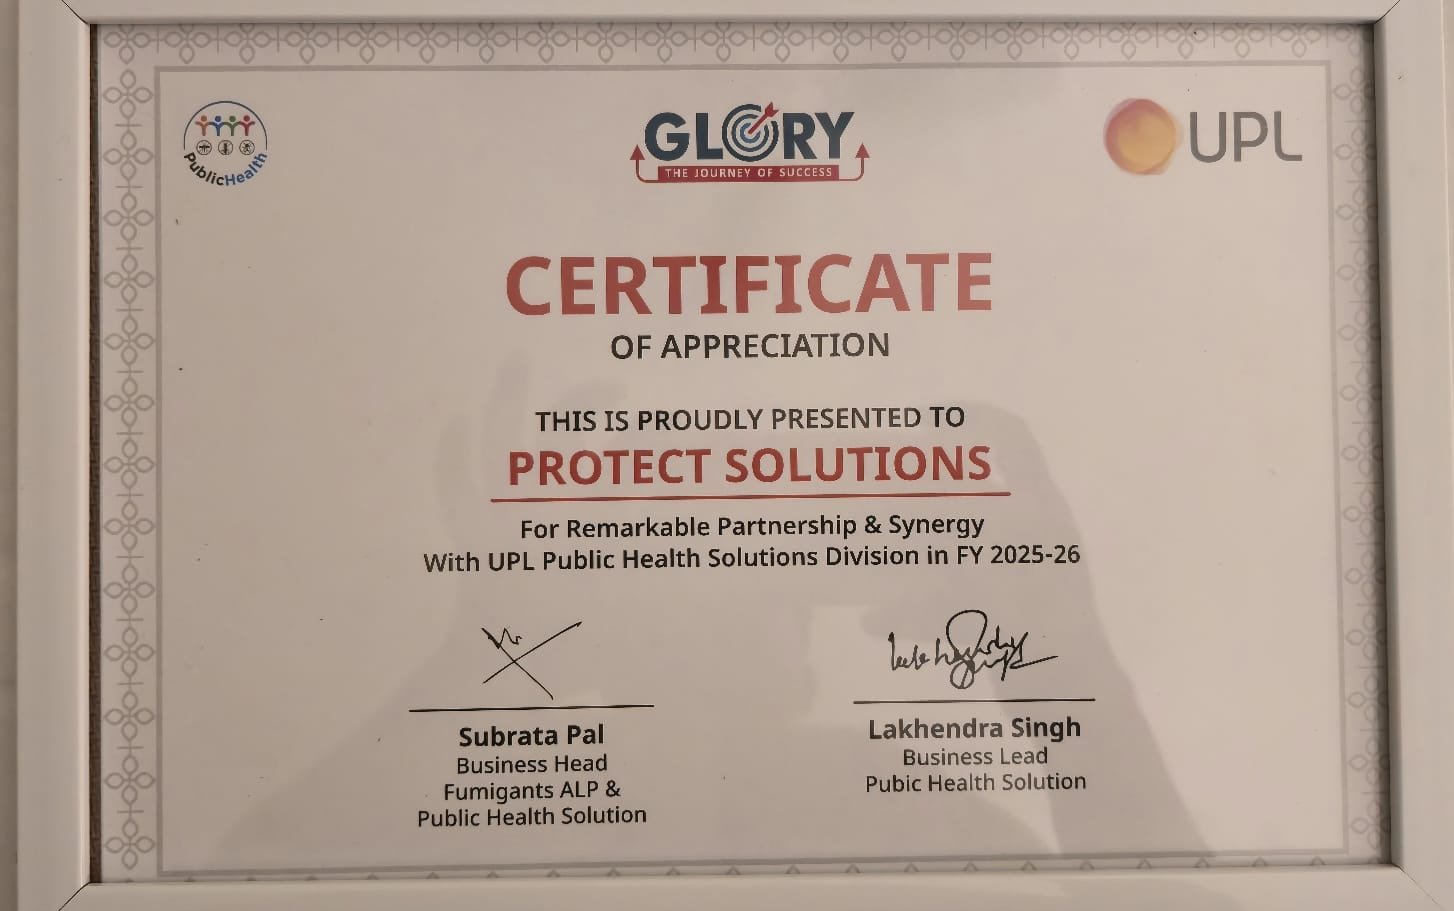 PublicHealth
GLORY
THE JOURNEY OF SUCCESS
UPL
CERTIFICATE
OF APPRECIATION
THIS IS PROUDLY PRESENTED TO
PROTECT SOLUTIONS
For Remarkable Partnership & Synergy
With UPL Public Health Solutions Division in FY 2025-26
Subrata Pal
Business Head
Fumigants ALP &
Public Health Solution
Lakhendra Singh
Business Lead
Pubic Health Solution